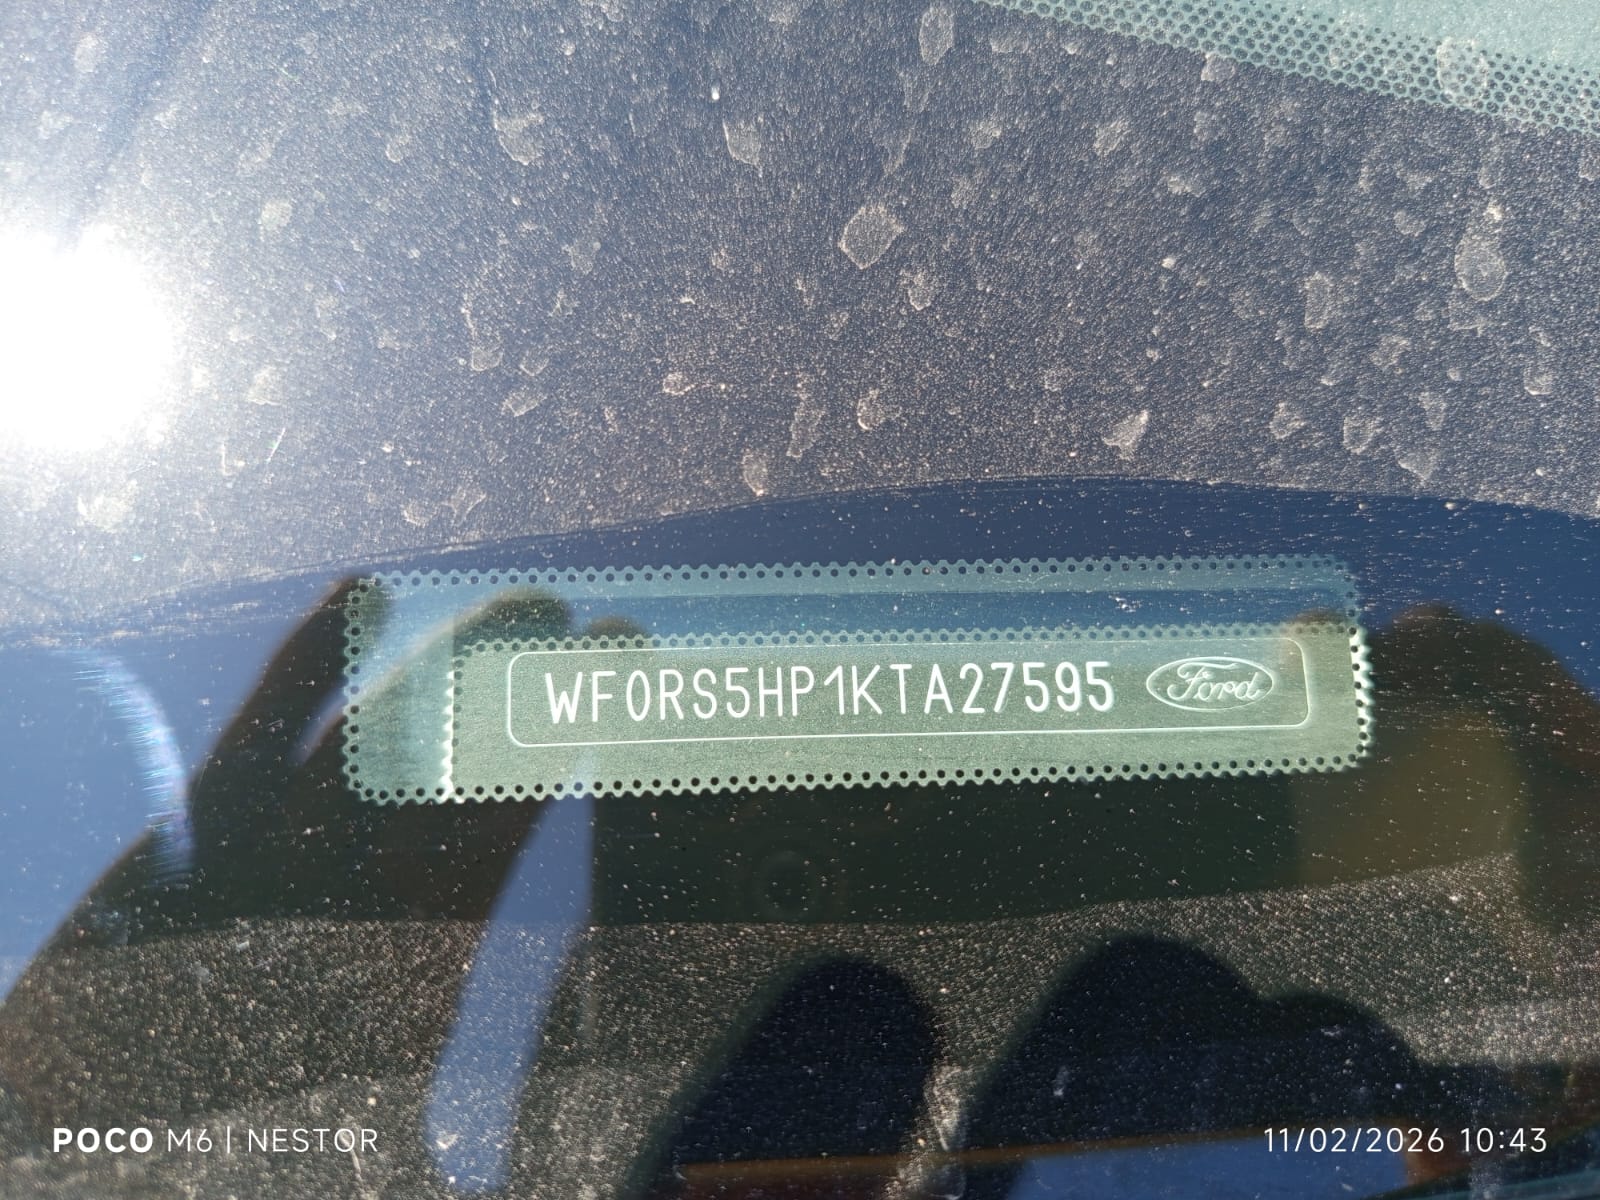 WF0RS5HP1KTA27595 Ford
POCO M6 | NESTOR
11/02/2026 10:43